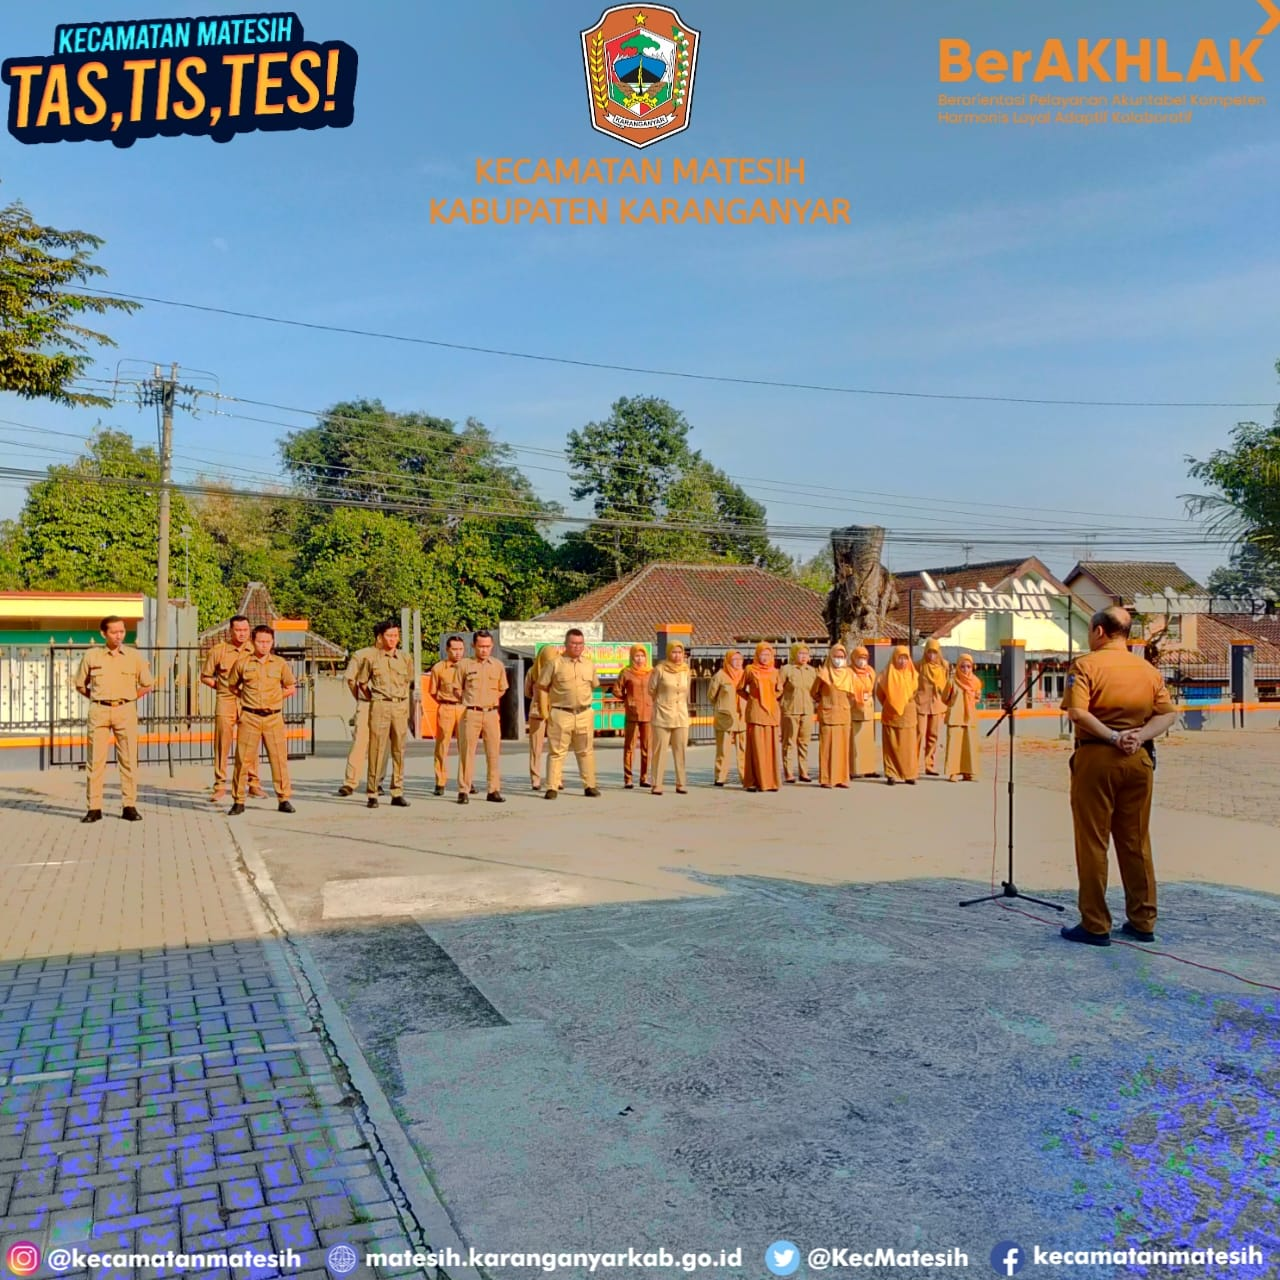 KECAMATAN MATESIH
TAS,TIS,TES!
KARANGANYAR
KECAMATAN MATESIH
KABUPATEN KARANGANYAR
BerAKHLAK
Berorientasi Pelayanan Akuntabel Kompeten
Harmonis Loyal Adaptif Kolaboratif
@kecamatanmatesih
matesih.karanganyarkab.go.id
@KecMatesih
kecamatanmatesih